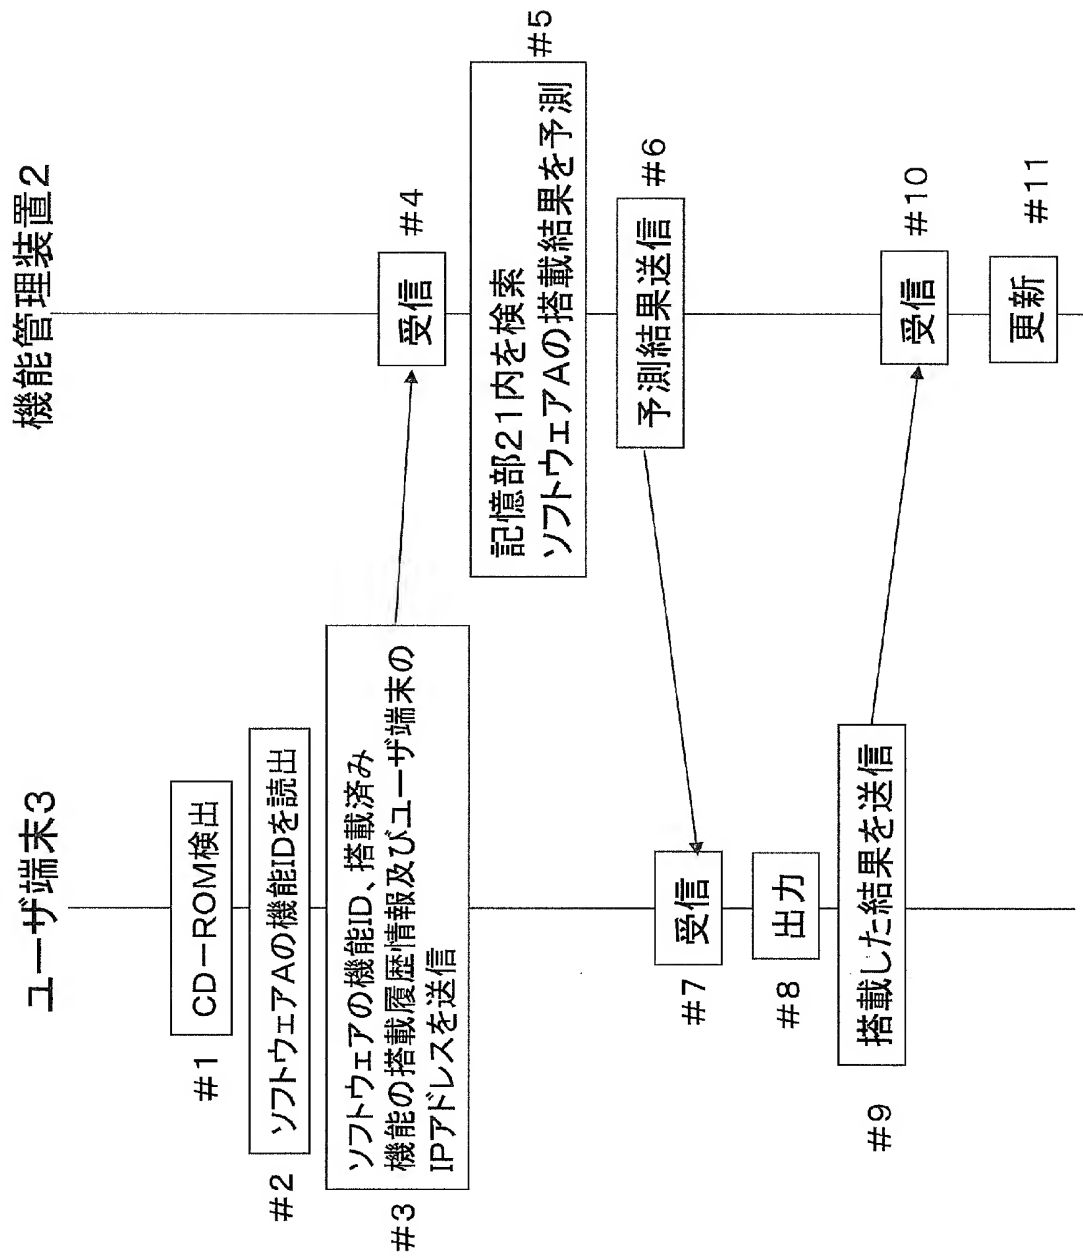 ユーザ端末3
機能管理装置2
#1
CD－ROM検出
#2
ソフトウェアAの機能IDを読出
#3
ソフトウェアの機能ID、搭載済み
機能の搭載履歴情報及びユーザ端末の
IPアドレスを送信
受信
#4
記憶部21内を検索
ソフトウェアAの搭載結果を予測
#5
予測結果送信
#6
#7
受信
#8
出力
#9
搭載した結果を送信
受信
#10
更新
#11